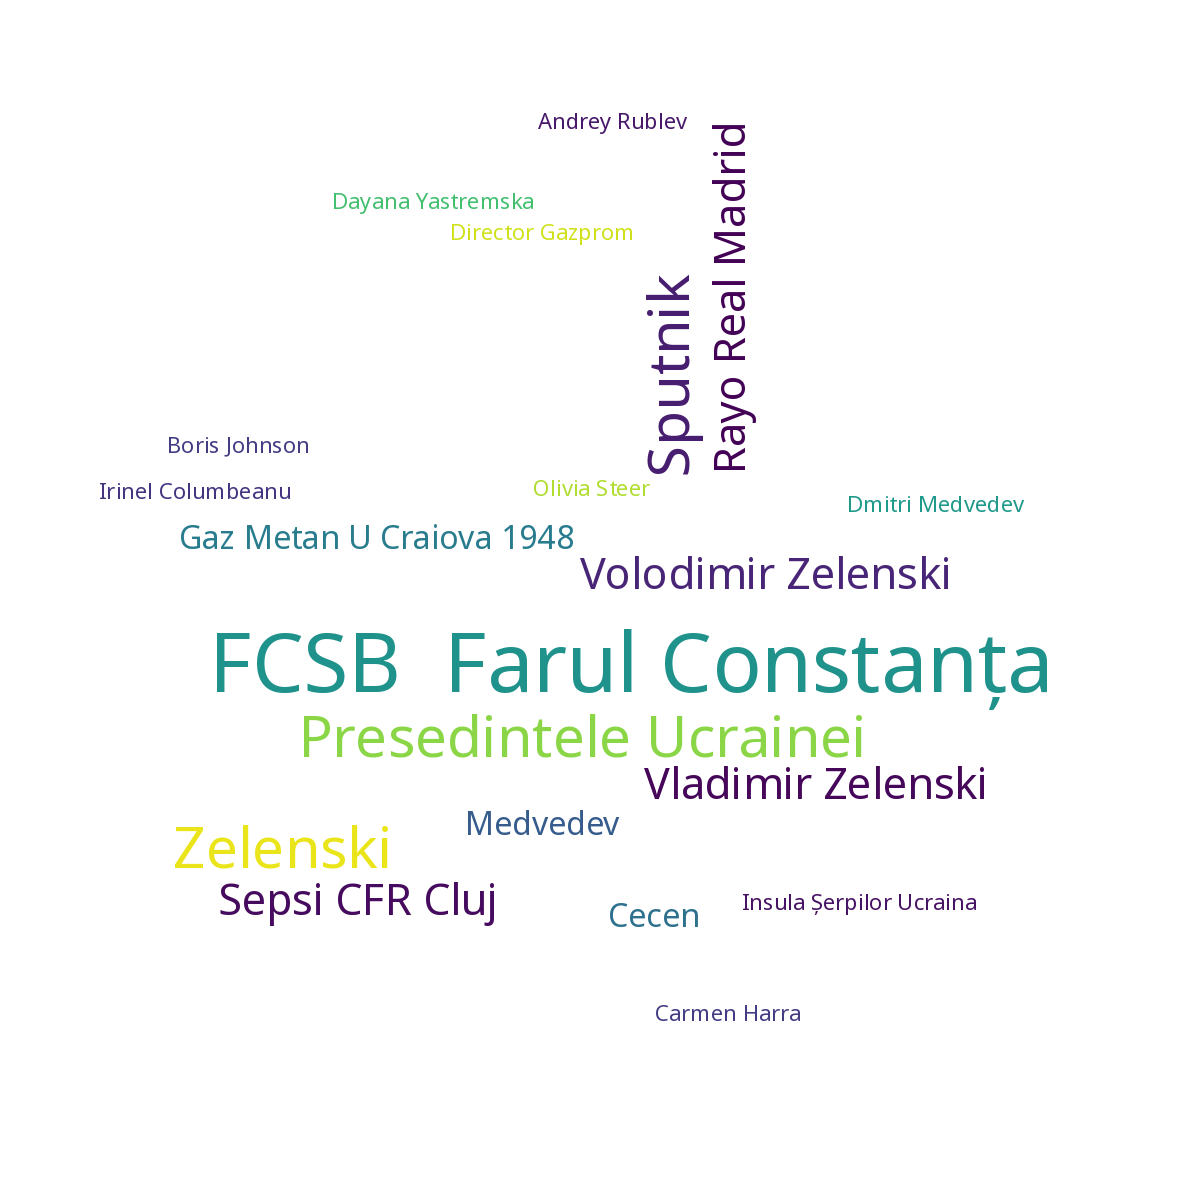 Andrey Rublev
Rayo Real Madrid
Dayana Yastremska
Director Gazprom
Sputnik
Boris Johnson
Irinel Columbeanu
Olivia Steer
Dmitri Medvedev
Gaz Metan U Craiova 1948
Volodimir Zelenski
FCSB  Farul Constanța
Presedintele Ucrainei
Vladimir Zelenski
Medvedev
Zelenski
Sepsi CFR Cluj
Cecen
Insula Șerpilor Ucraina
Carmen Harra